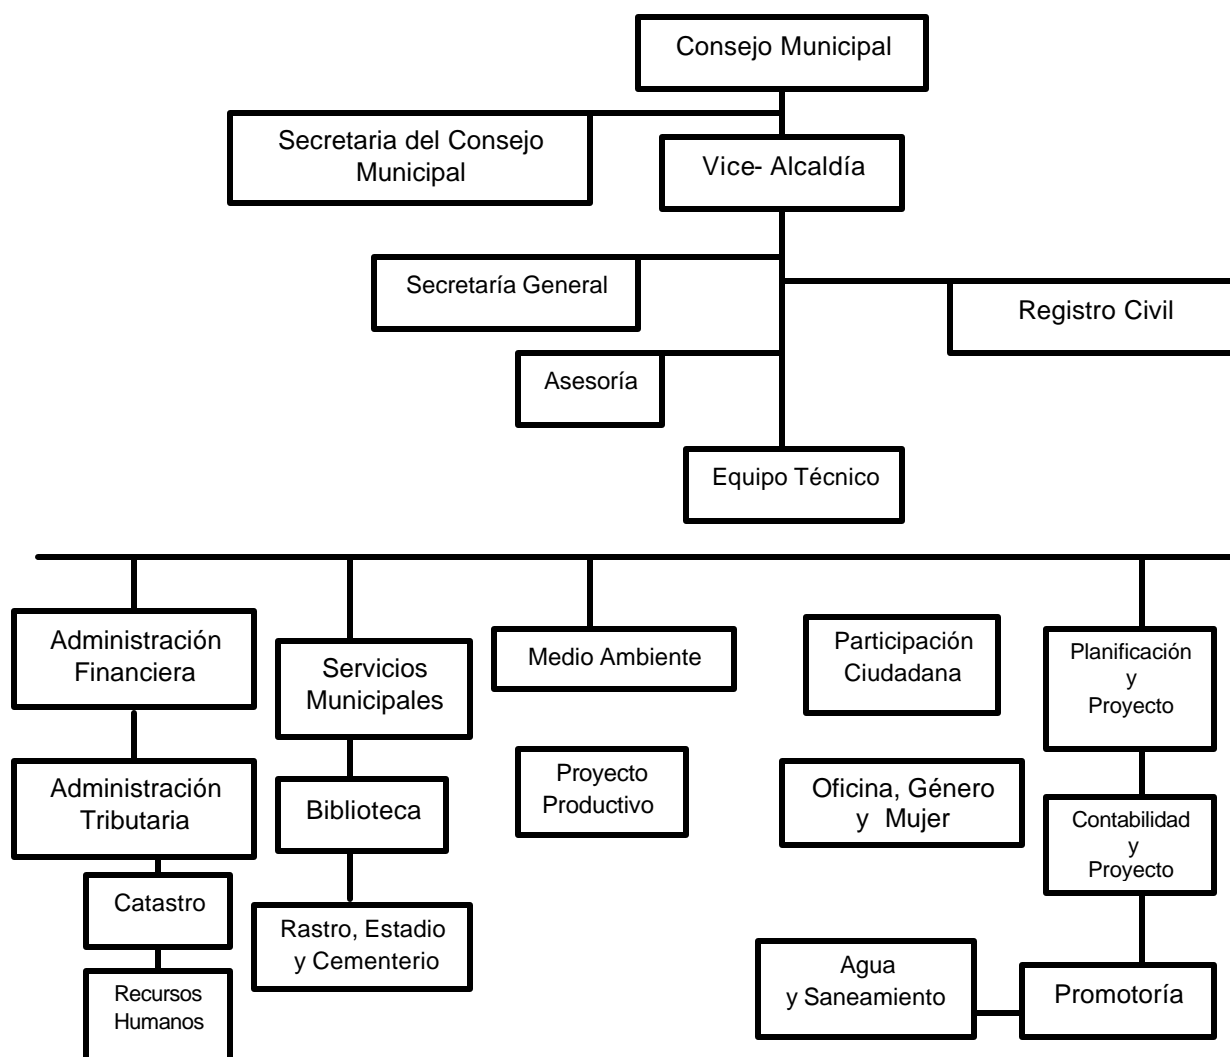 Consejo Municipal
Secretaria del Consejo
Municipal
Vice- Alcaldía
Secretaría General
Registro Civil
Asesoría
Equipo Técnico
Administración
Financiera
Servicios
Municipales
Medio Ambiente
Participación
Ciudadana
Planificación
y
Proyecto
Administración
Tributaria
Biblioteca
Proyecto
Productivo
Oficina, Género
y Mujer
Contabilidad
y
Proyecto
Catastro
Rastro, Estadio
y Cementerio
Agua
y Saneamiento
Promotoría
Recursos
Humanos